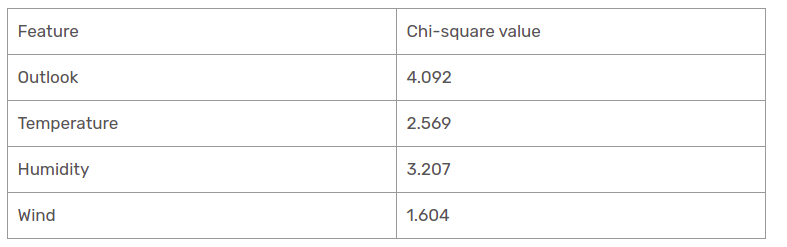 Feature Chi-square value
Outlook 4.092
Temperature 2.569
Humidity 3.207
Wind 1.604